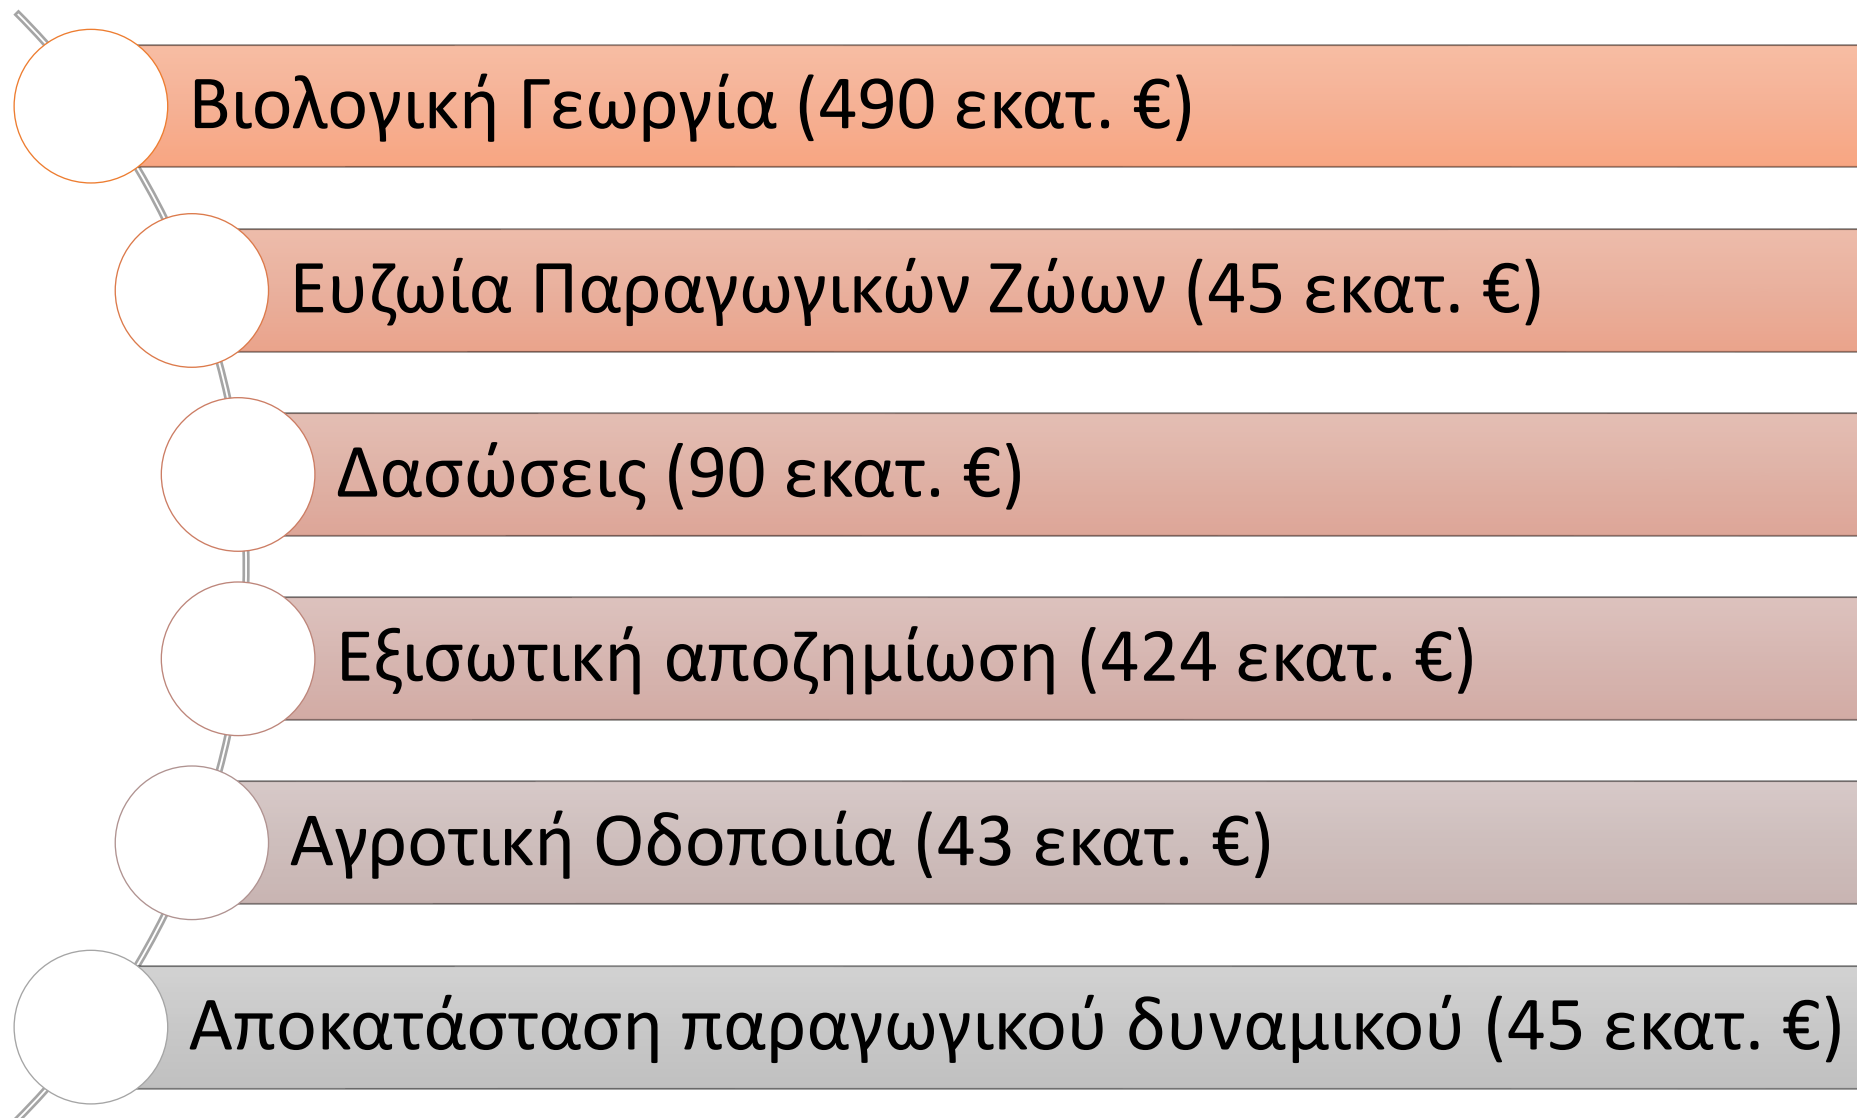 Βιολογική Γεωργία (490 εκατ. €)
Ευζωία Παραγωγικών Ζώων (45 εκατ. €)
Δασώσεις (90 εκατ. €)
Εξισωτική αποζημίωση (424 εκατ. €)
Αγροτική Οδοποιία (43 εκατ. €)
Αποκατάσταση παραγωγικού δυναμικού (45 εκατ. €)